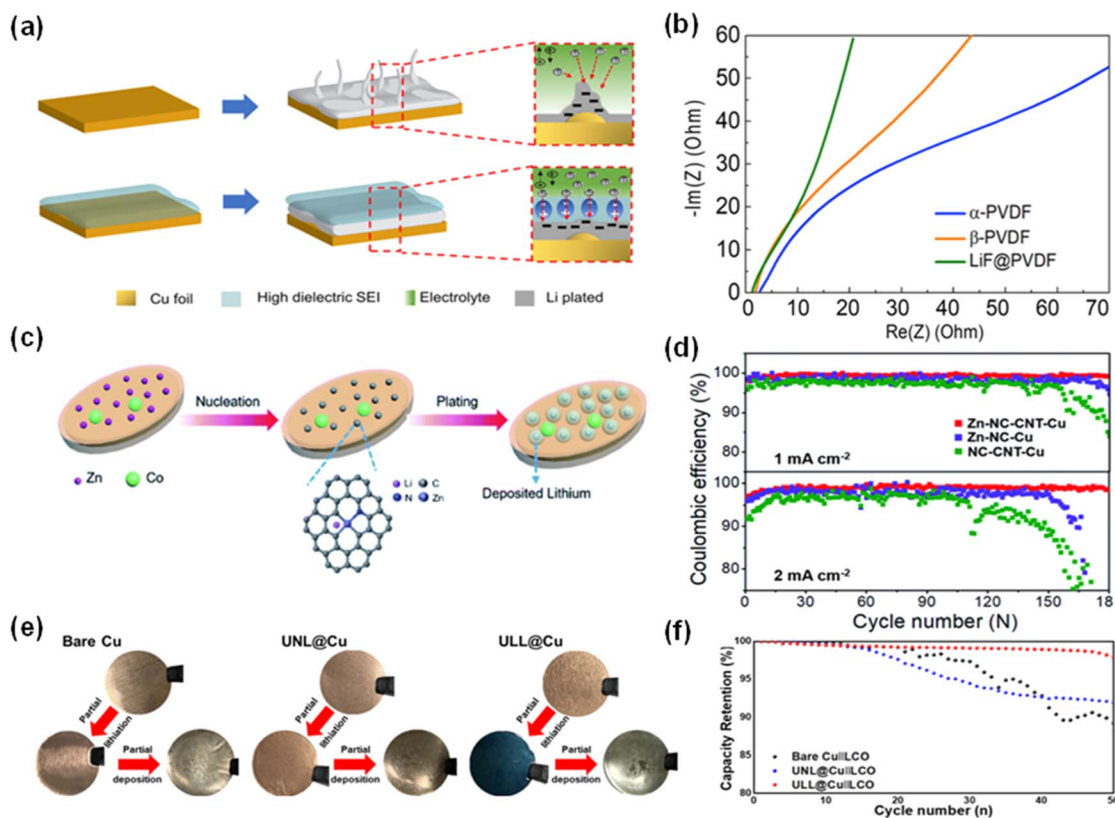 (a)
Cu foil
High dielectric SEI
Electrolyte
Li plated
(b)
60
50
40
30
20
10
0
-Im(Z) (Ohm)
α-PVDF
β-PVDF
LiF@PVDF
0 10 20 30 40 50 60 70
Re(Z) (Ohm)
(c)
Nucleation
Plating
Zn
Co
Li
C
N
Zn
Deposited Lithium
(d)
Coulombic efficiency (%)
100
90
80
Zn-NC-CNT-Cu
Zn-NC-Cu
NC-CNT-Cu
1 mA cm-2
100
90
80
2 mA cm-2
0 30 60 90 120 150 180
Cycle number (N)
(e)
Bare Cu
UNL@Cu
ULL@Cu
Partial
lithiation
Partial
deposition
Partial
lithiation
Partial
deposition
Partial
lithiation
Partial
deposition
(f)
Capacity Retention (%)
100
95
90
85
80
Bare Cu||LCO
UNL@Cu||LCO
ULL@Cu||LCO
0 10 20 30 40 50
Cycle number (n)